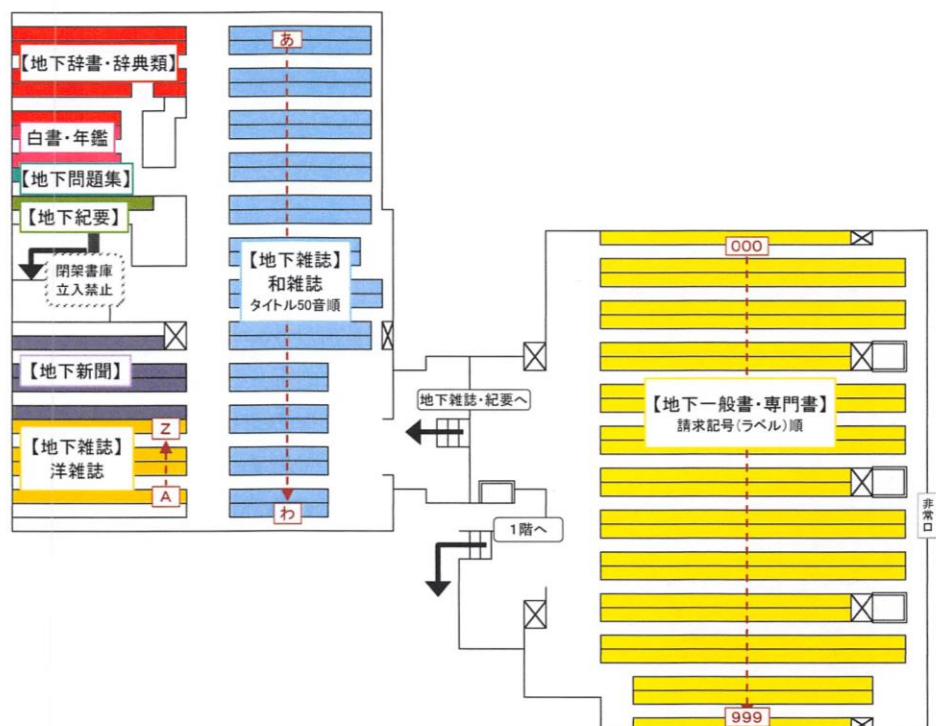 【地下辞書・辞典類】
白書・年鑑
【地下問題集】
【地下紀要】
閉架書庫
立入禁止
【地下新聞】
Z
【地下雑誌】
洋雑誌
A
あ
【地下雑誌】
和雑誌
タイトル50音順
わ
地下雑誌・紀要へ
1階へ
000
【地下一般書・専門書】
請求記号(ラベル)順
999
非常口